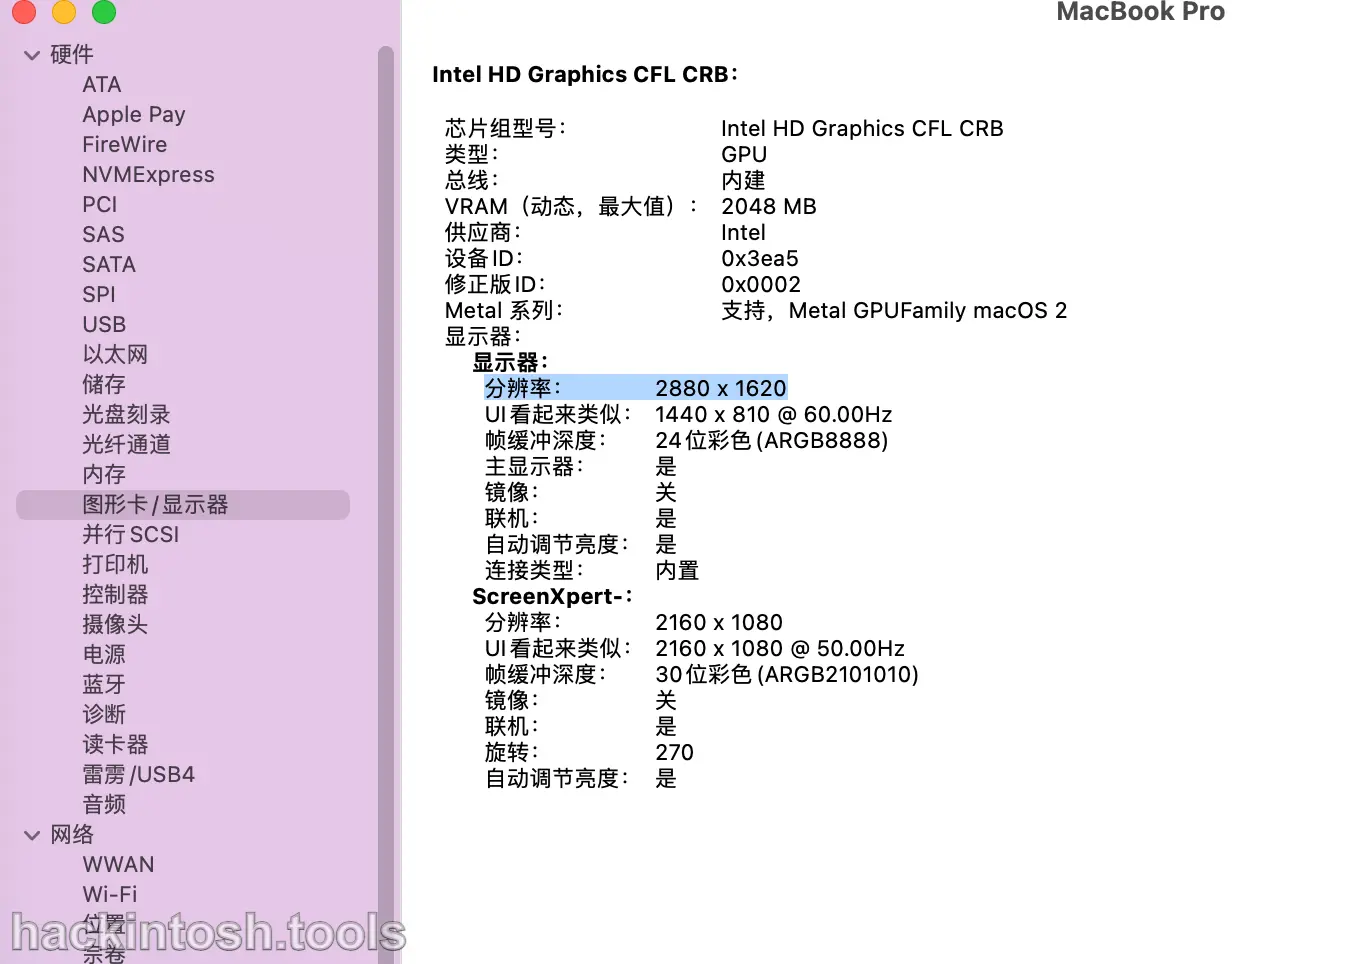 MacBook Pro
硬件
ATA
Apple Pay
FireWire
NVMExpress
PCI
SAS
SATA
SPI
USB
以太网
储存
光盘刻录
光纤通道
内存
图形卡/显示器
并行SCSI
打印机
控制器
摄像头
电源
蓝牙
诊断
读卡器
雷雳/USB4
音频
网络
WWAN
Wi-Fi
位置
宗卷
hackintosh.tools
Intel HD Graphics CFL CRB：
芯片组型号： Intel HD Graphics CFL CRB
类型： GPU
总线： 内建
VRAM（动态，最大值）： 2048 MB
供应商： Intel
设备ID： 0x3ea5
修正版ID： 0x0002
Metal 系列： 支持，Metal GPUFamily macOS 2
显示器：
显示器：
分辨率： 2880 x 1620
UI看起来类似： 1440 x 810 @ 60.00Hz
帧缓冲深度： 24位彩色(ARGB8888)
主显示器： 是
镜像： 关
联机： 是
自动调节亮度： 是
连接类型： 内置
ScreenXpert-：
分辨率： 2160 x 1080
UI看起来类似： 2160 x 1080 @ 50.00Hz
帧缓冲深度： 30位彩色(ARGB2101010)
镜像： 关
联机： 是
旋转： 270
自动调节亮度： 是